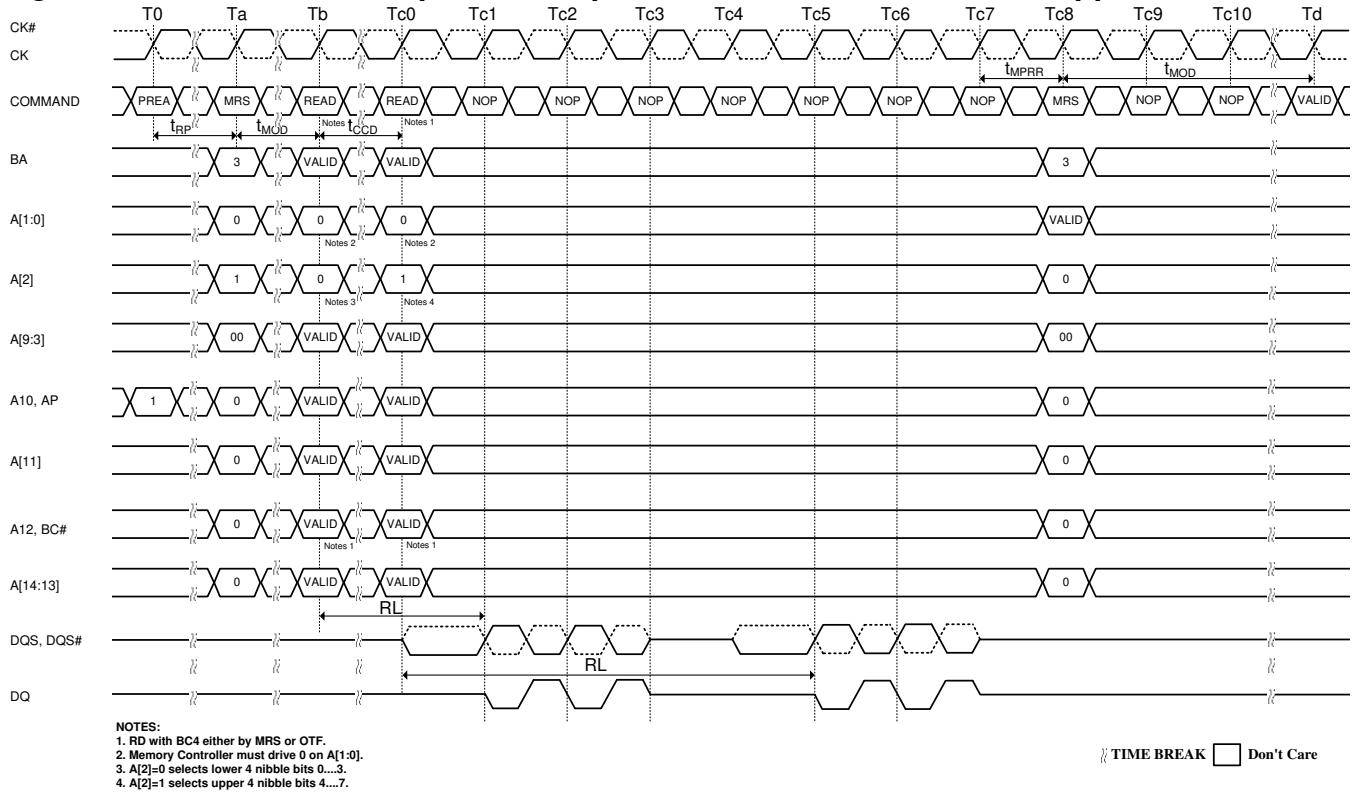 T0 Ta Tb Tc0 Tc1 Tc2 Tc3 Tc4 Tc5 Tc6 Tc7 Tc8 Tc9 Tc10 Td
CK#
CK
tMPRR tMOD
COMMAND PREA MRS READ READ NOP NOP NOP NOP NOP NOP NOP MRS NOP NOP VALID
Notes 1
tRP tMOD tCCD
BA 3 VALID VALID 3
A[1:0] 0 0 0 VALID
Notes 2 Notes 2
A[2] 1 0 1 0
Notes 3 Notes 4
A[9:3] 00 VALID VALID 00
A10, AP 1 0 VALID VALID 0
A[11] 0 VALID VALID 0
A12, BC# 0 VALID VALID 0
Notes 1 Notes 1
A[14:13] 0 VALID VALID 0
RL
DQS, DQS#
RL
DQ
NOTES:
1. RD with BC4 either by MRS or OTF.
2. Memory Controller must drive 0 on A[1:0].
3. A[2]=0 selects lower 4 nibble bits 0....3.
4. A[2]=1 selects upper 4 nibble bits 4....7.
TIME BREAK Don't Care